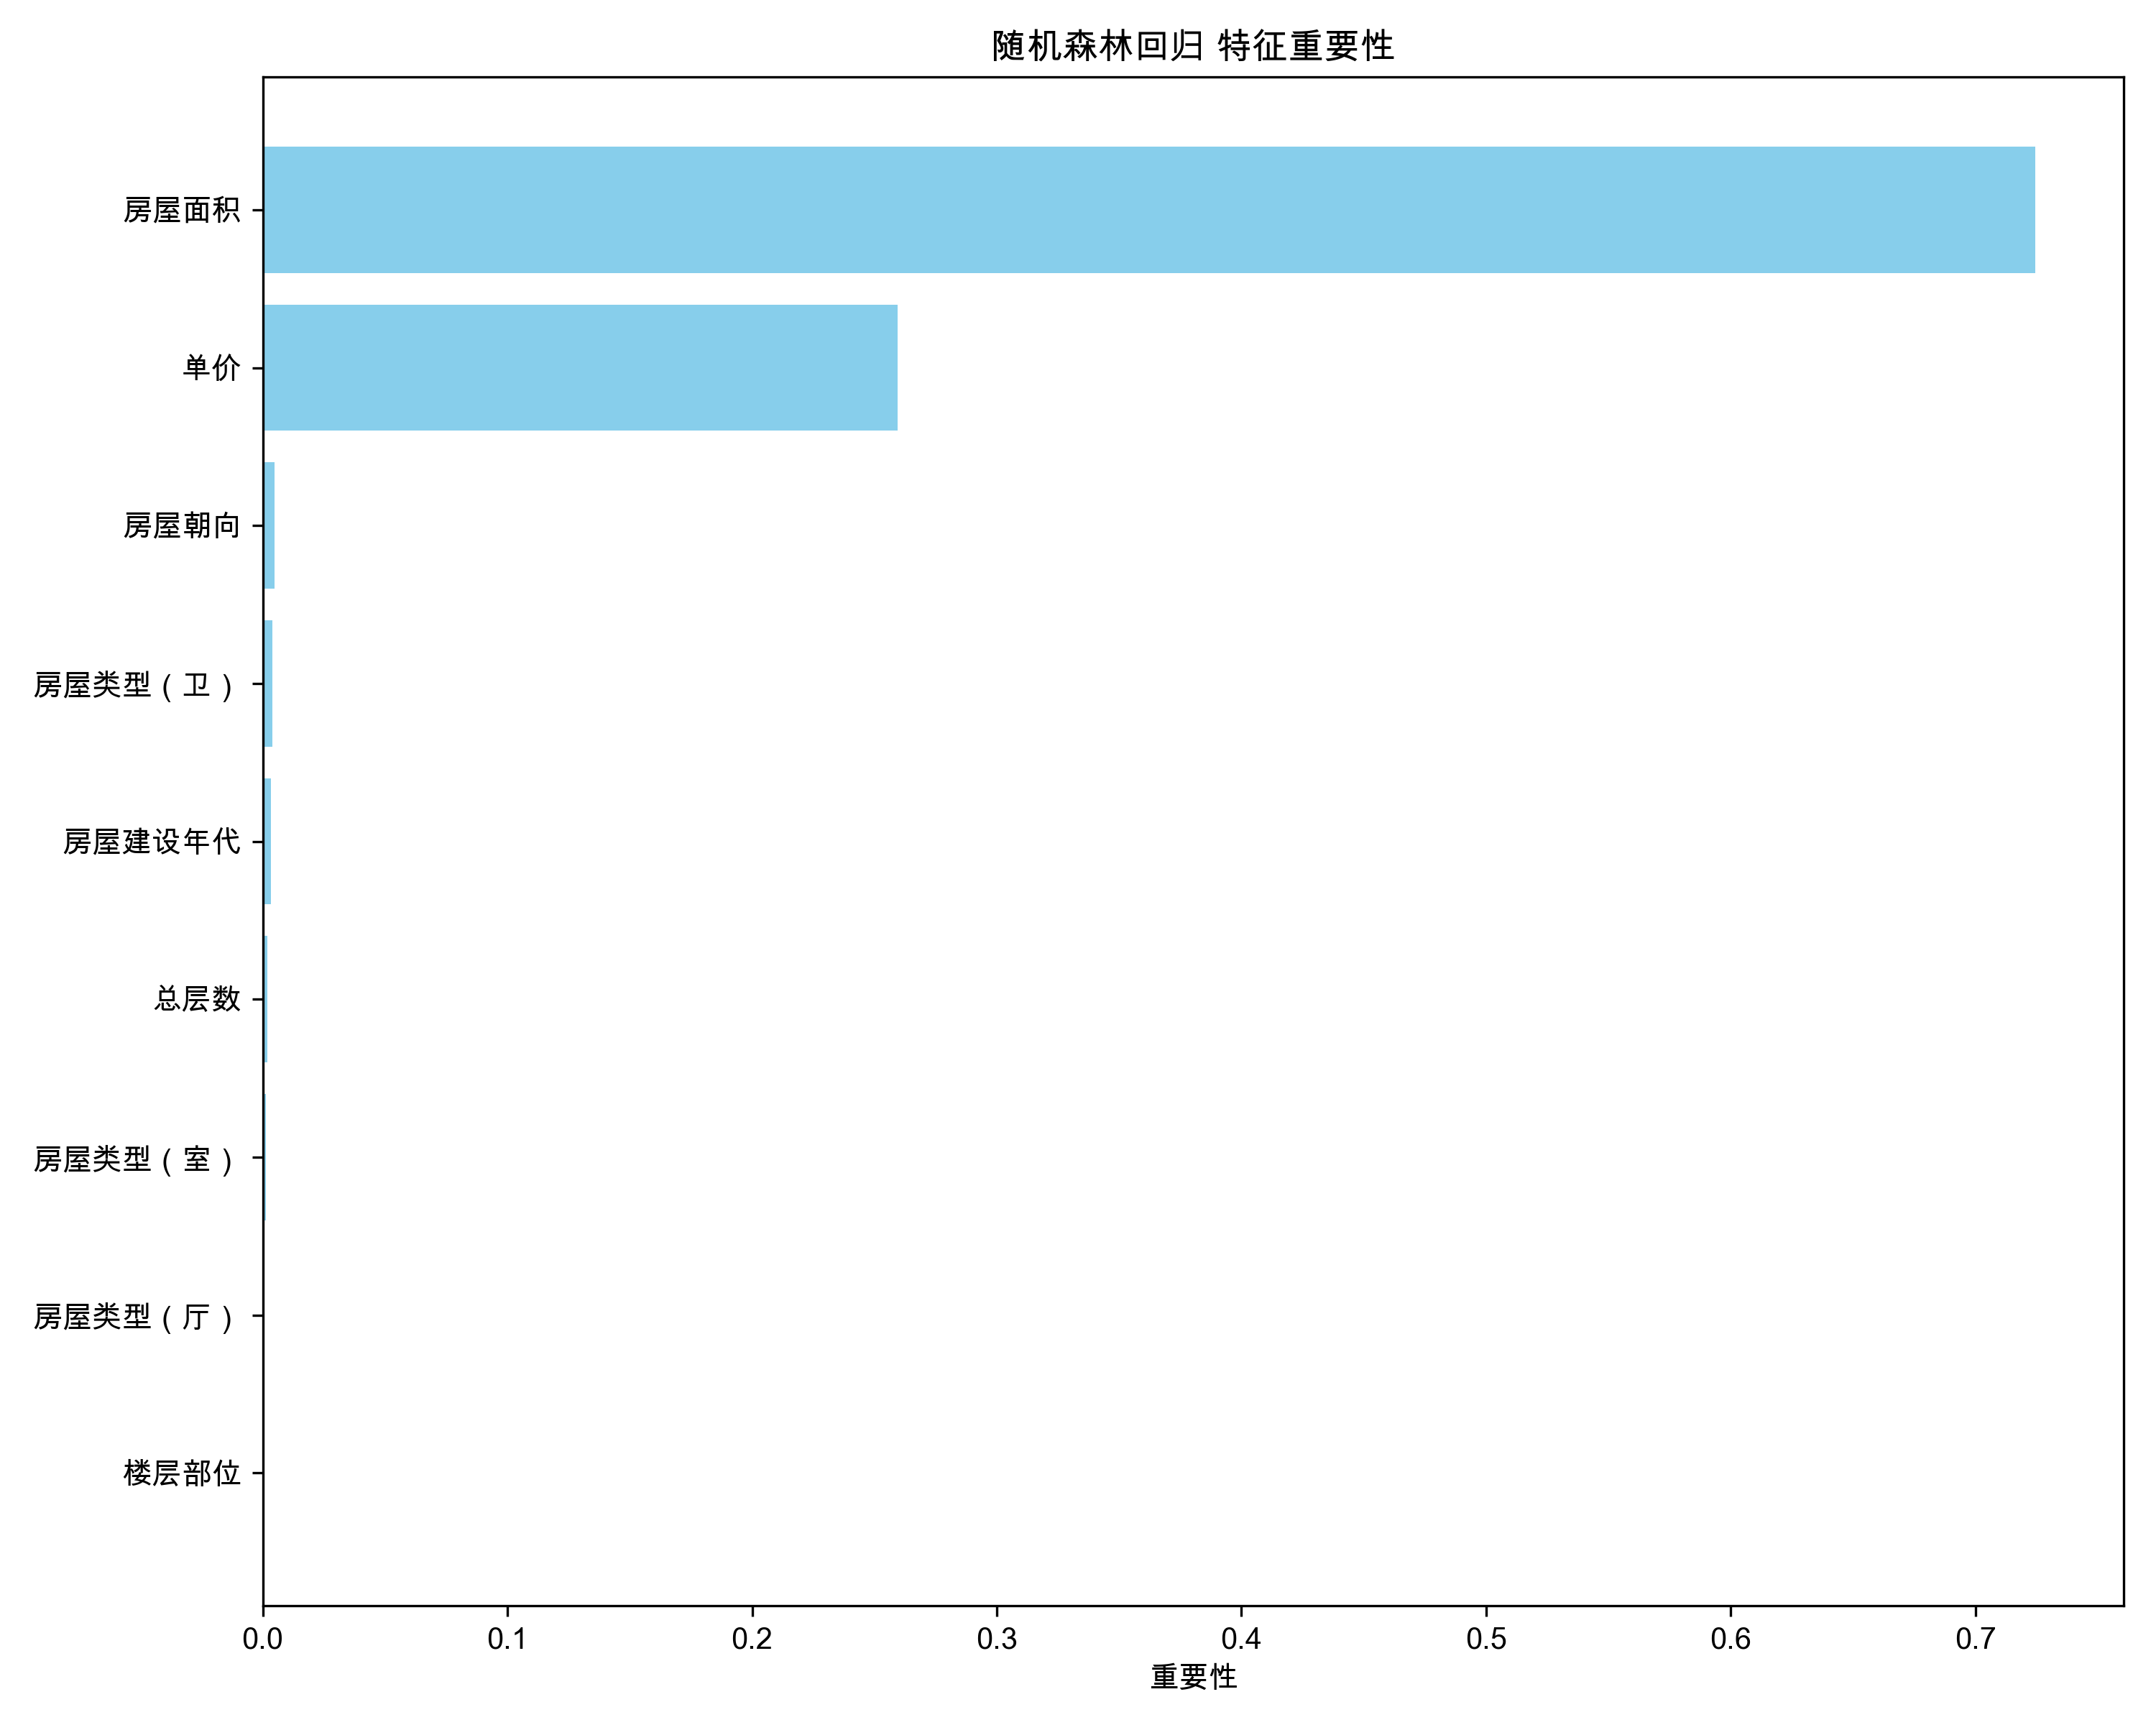 随机森林回归 特征重要性
房屋面积
单价
房屋朝向
房屋类型（卫）
房屋建设年代
总层数
房屋类型（室）
房屋类型（厅）
楼层部位
0.0 0.1 0.2 0.3 0.4 0.5 0.6 0.7
重要性